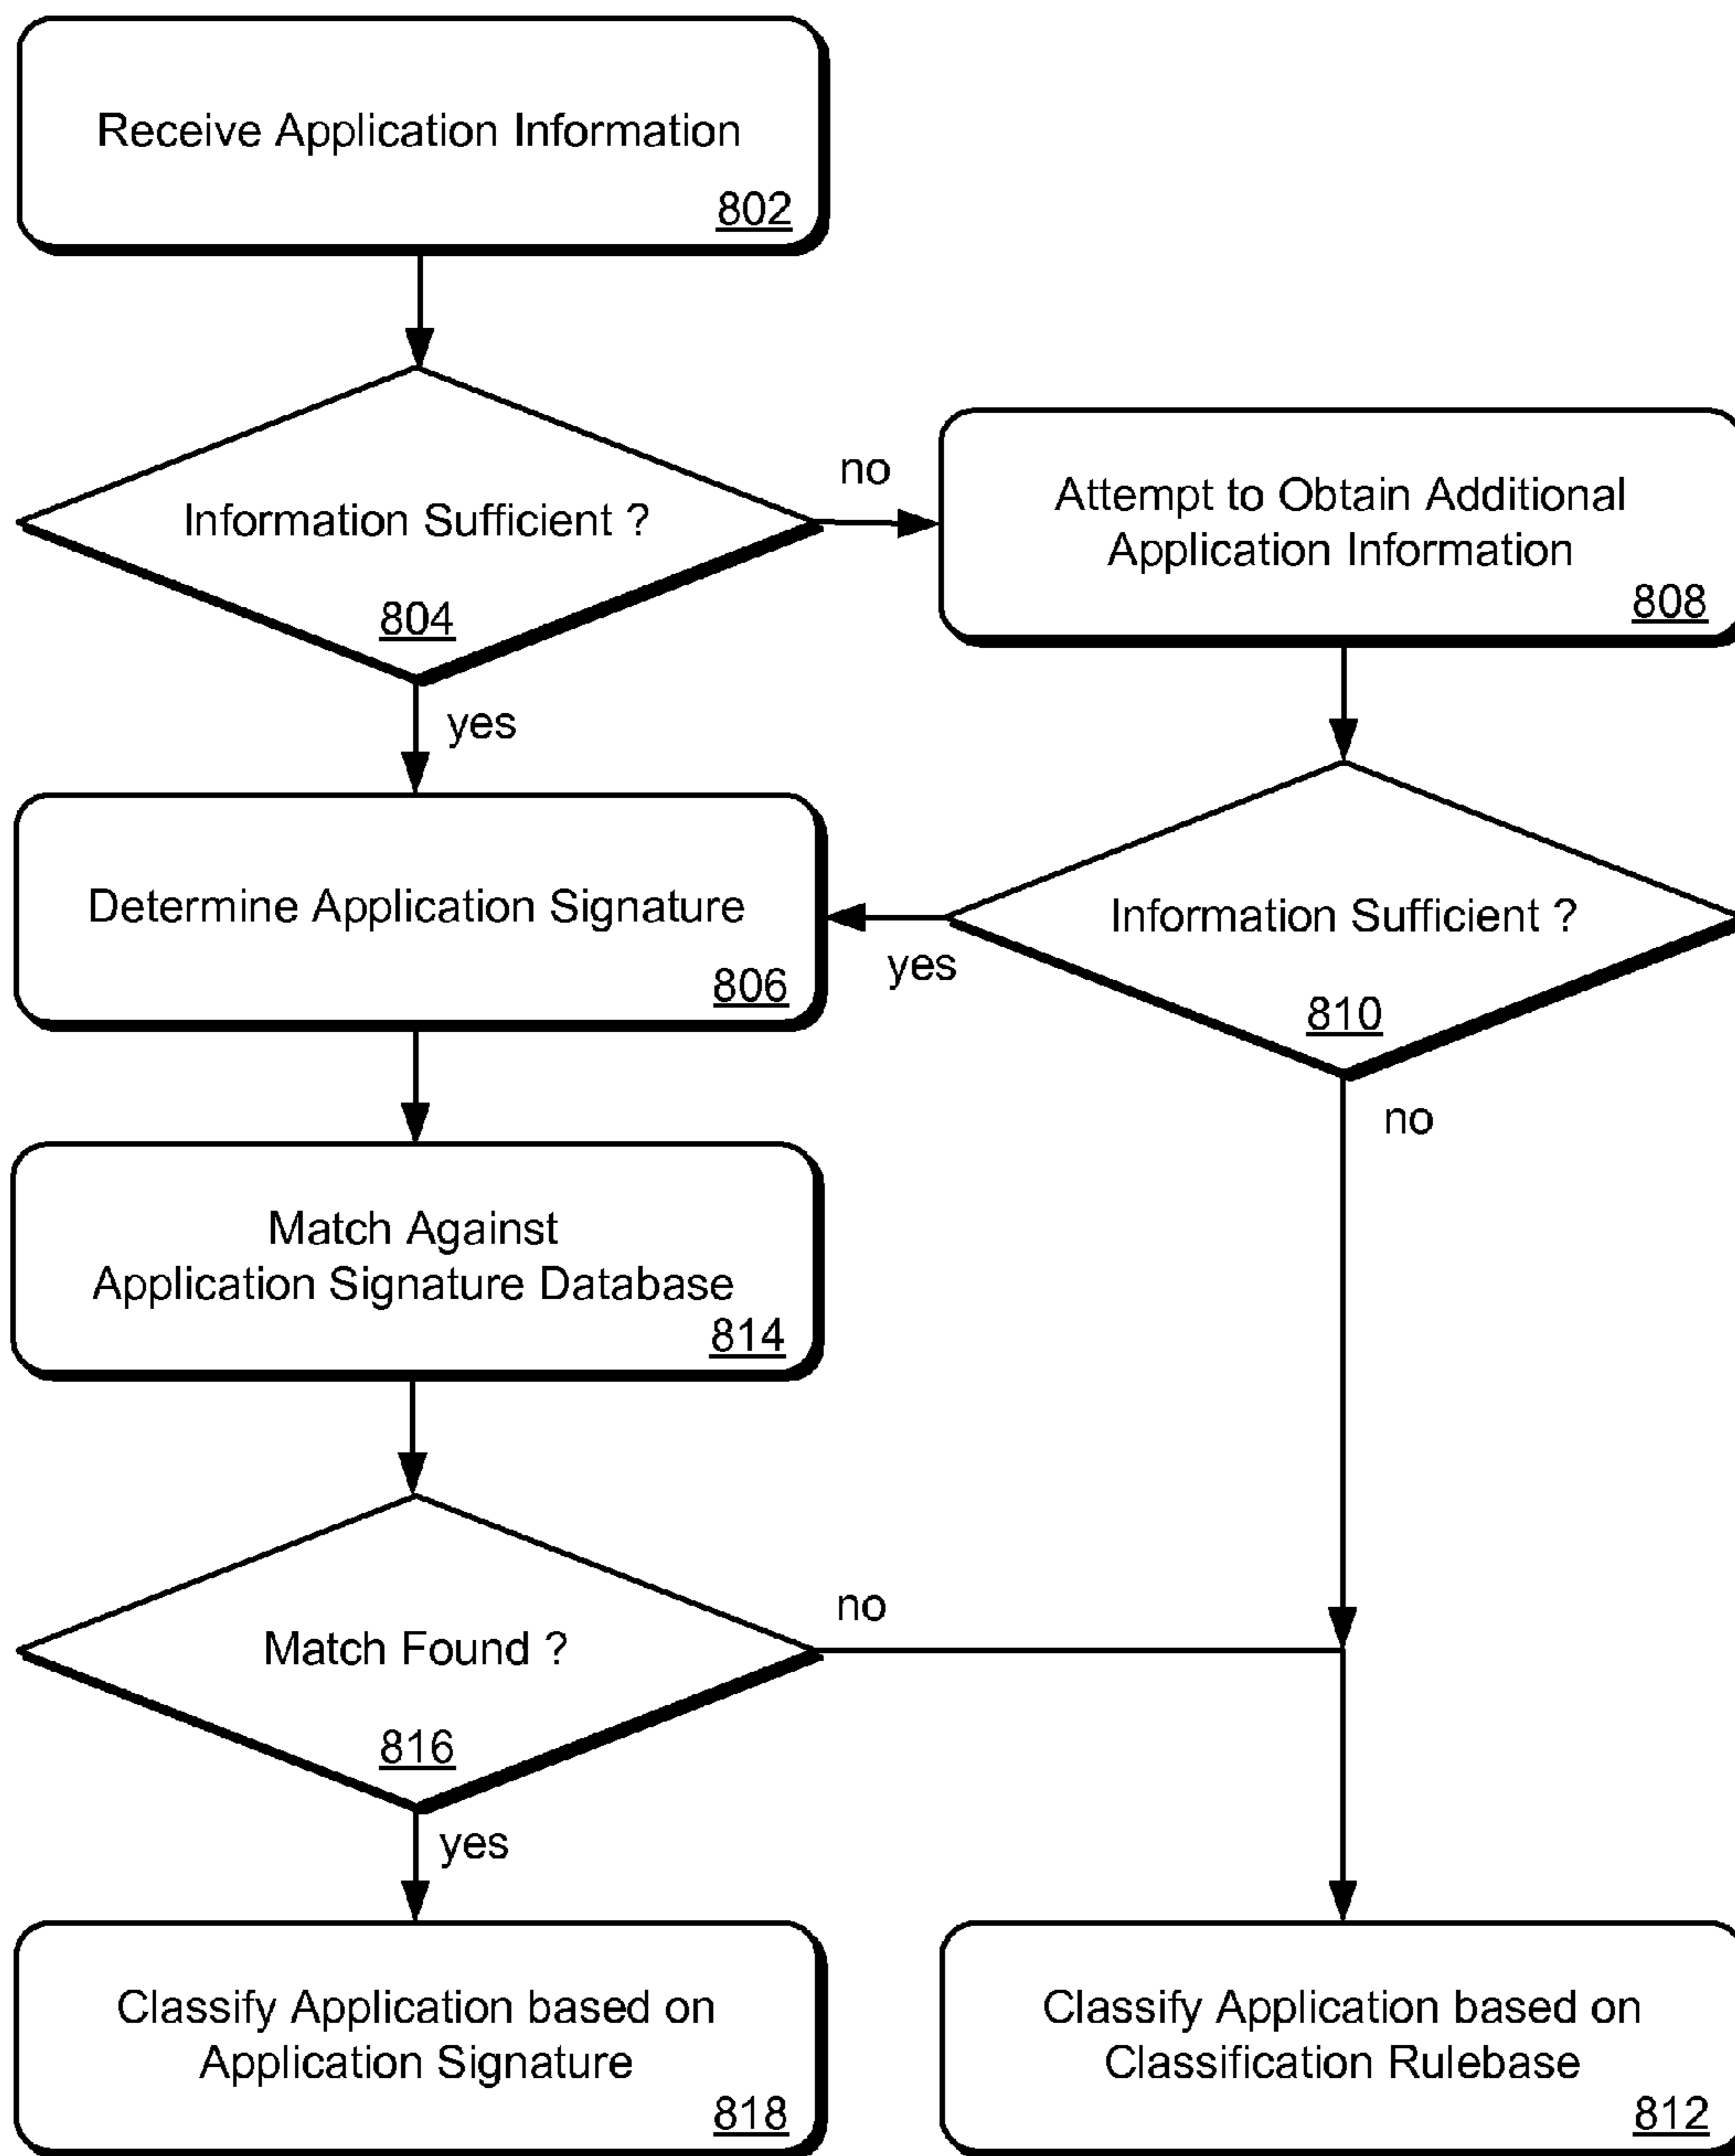 Receive Application Information
802
Information Sufficient ?
804
no
yes
Attempt to Obtain Additional
Application Information
808
Determine Application Signature
806
Information Sufficient ?
810
yes
no
Match Against
Application Signature Database
814
Match Found ?
816
no
yes
Classify Application based on
Application Signature
818
Classify Application based on
Classification Rulebase
812